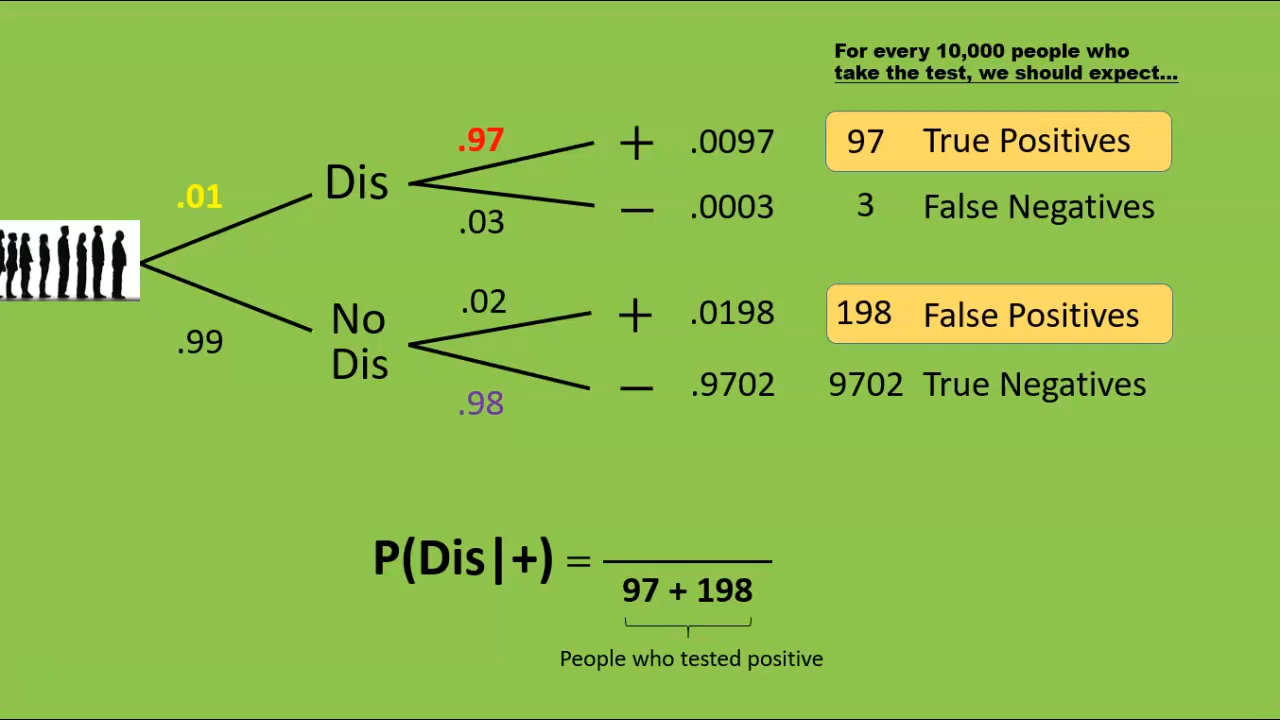 For every 10,000 people who
take the test, we should expect...
.97
+ .0097 97 True Positives
.01
Dis
.03
− .0003 3 False Negatives
.02
No
Dis
+ .0198 198 False Positives
.99
.98
− .9702 9702 True Negatives
P(Dis|+) =
97 + 198
People who tested positive